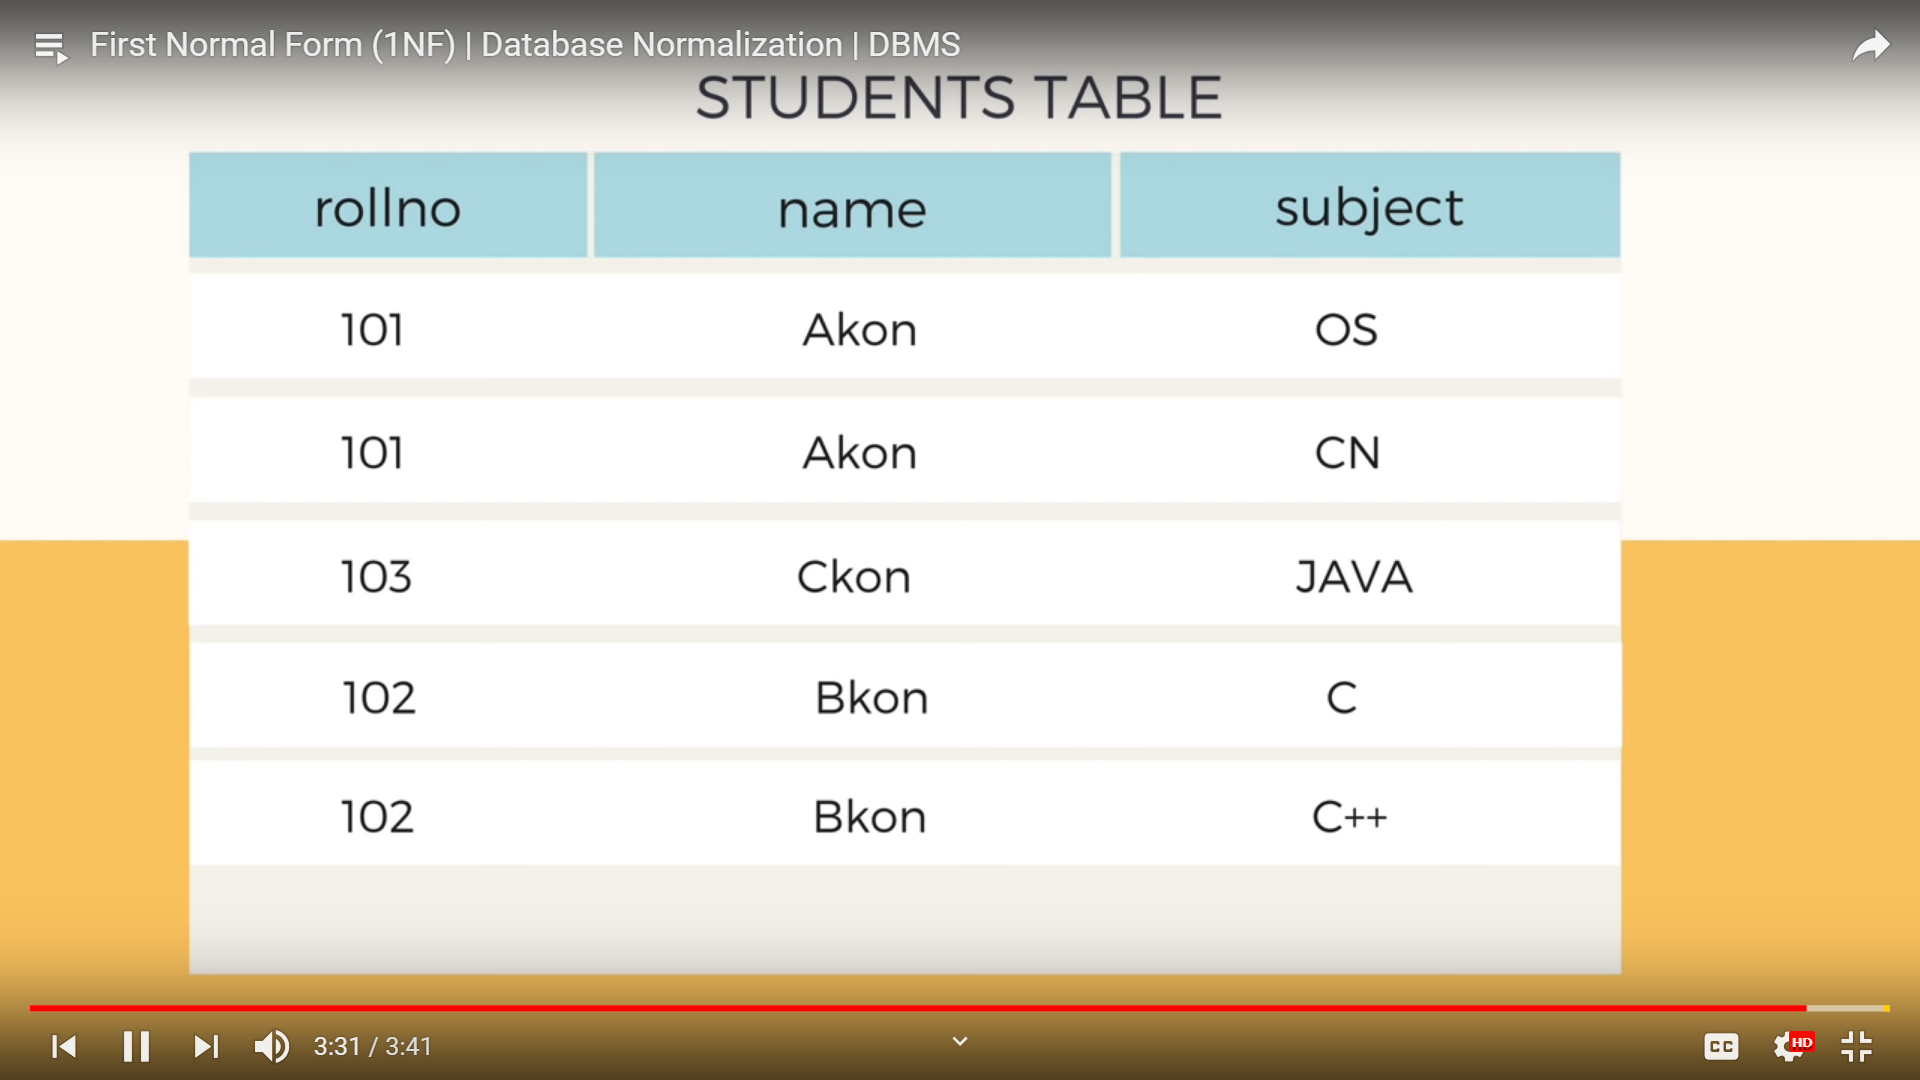 First Normal Form (1NF) | Database Normalization | DBMS
STUDENTS TABLE
rollno name subject
101 Akon OS
101 Akon CN
103 Ckon JAVA
102 Bkon C
102 Bkon C++
3:31 / 3:41 CC HD